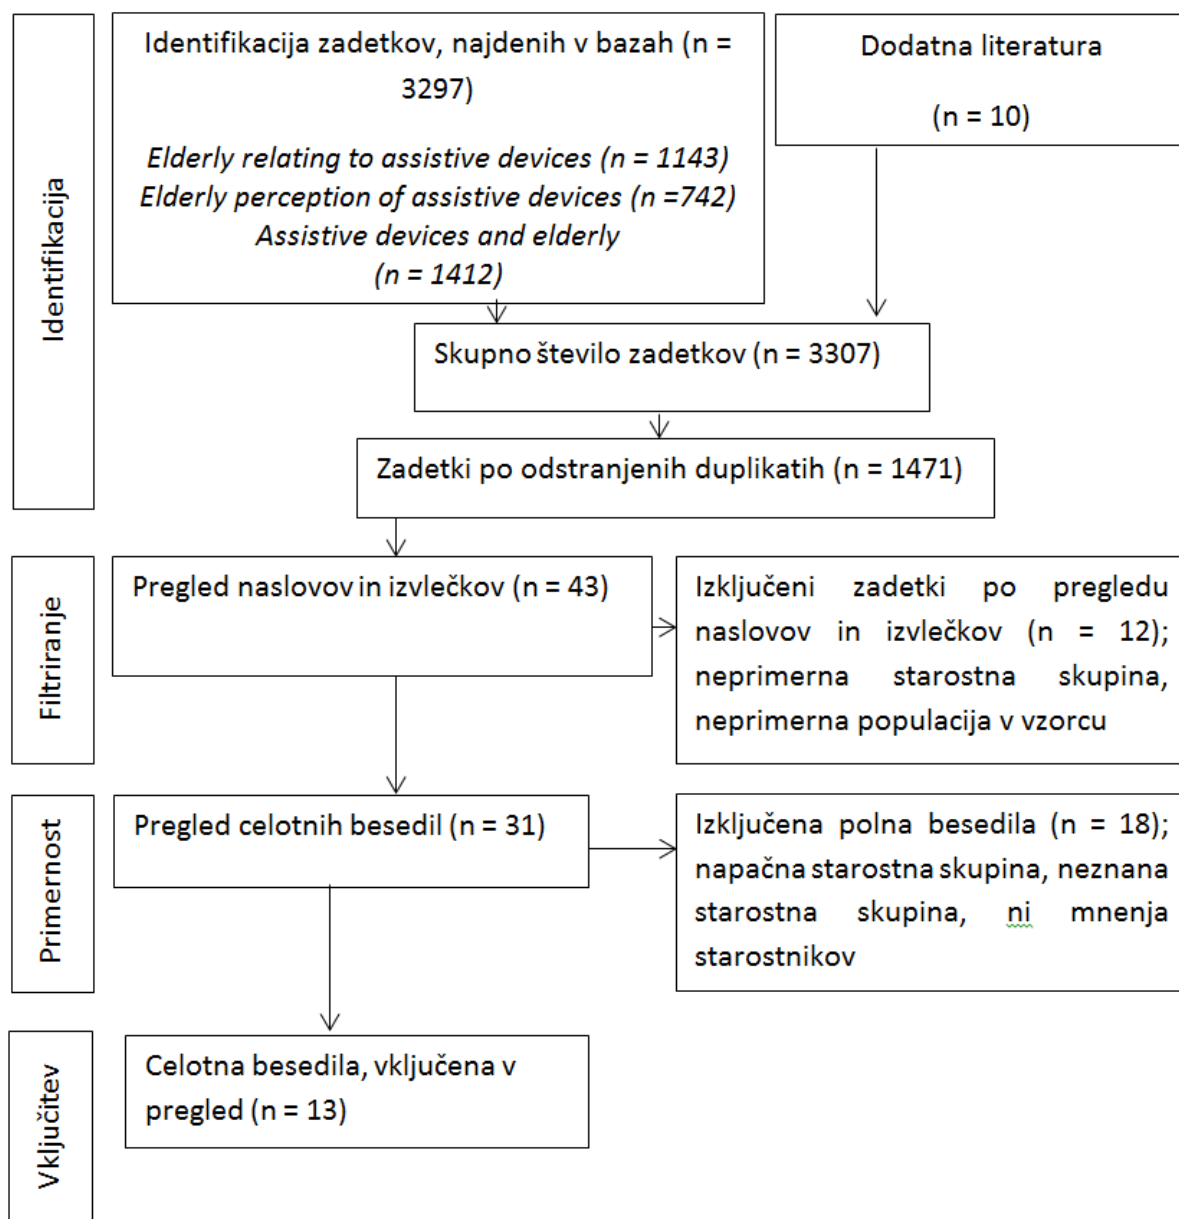 Identifikacija
Identifikacija zadetkov, najdenih v bazah (n =
3297)
Elderly relating to assistive devices (n = 1143)
Elderly perception of assistive devices (n =742)
Assistive devices and elderly
(n = 1412)
Dodatna literatura
(n = 10)
Skupno število zadetkov (n = 3307)
Zadetki po odstranjenih duplikatih (n = 1471)
Filtriranje
Pregled naslovov in izvlečkov (n = 43)
Izključeni zadetki po pregledu
naslovov in izvlečkov (n = 12);
neprimerna starostna skupina,
neprimerna populacija v vzorcu
Primernost
Pregled celotnih besedil (n = 31)
Izključena polna besedila (n = 18);
napačna starostna skupina, neznana
starostna skupina, ni mnenja
starostnikov
Vključitev
Celotna besedila, vključena v
pregled (n = 13)